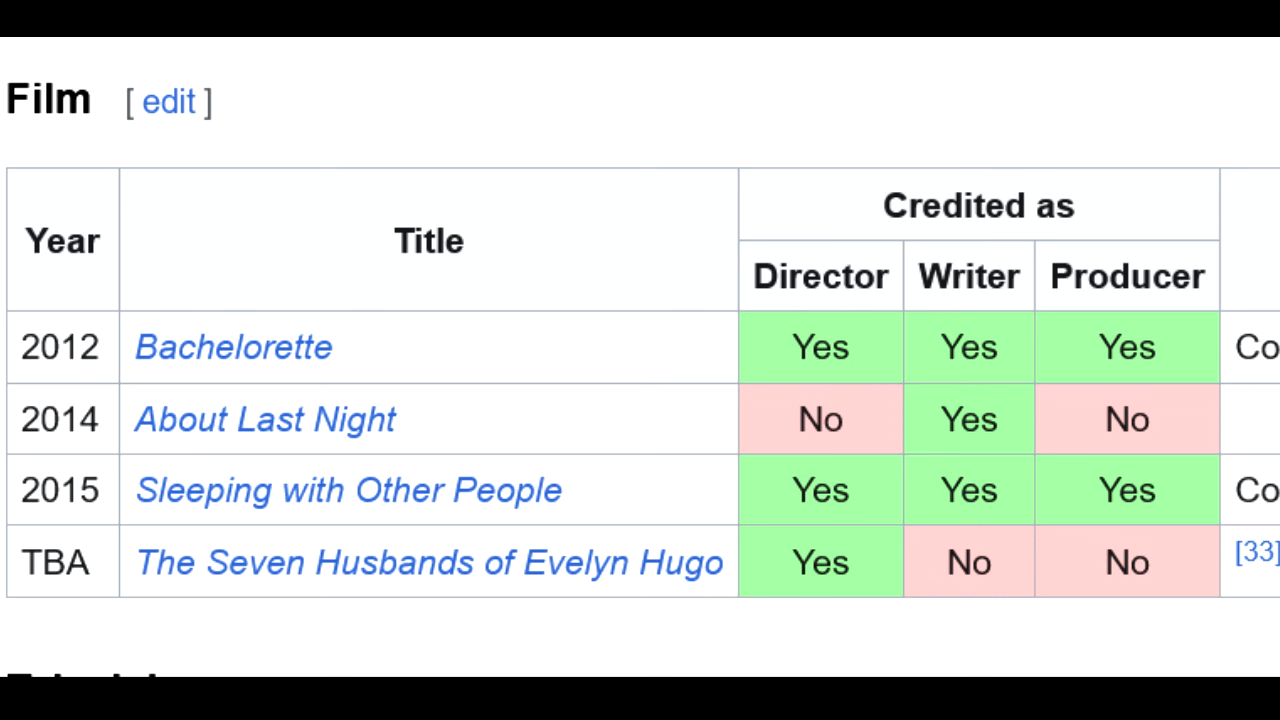 Film [ edit ]
Credited as
Year Title
Director Writer Producer
2012 Bachelorette Yes Yes Yes Co
2014 About Last Night No Yes No
2015 Sleeping with Other People Yes Yes Yes Co
TBA The Seven Husbands of Evelyn Hugo Yes No No [33]